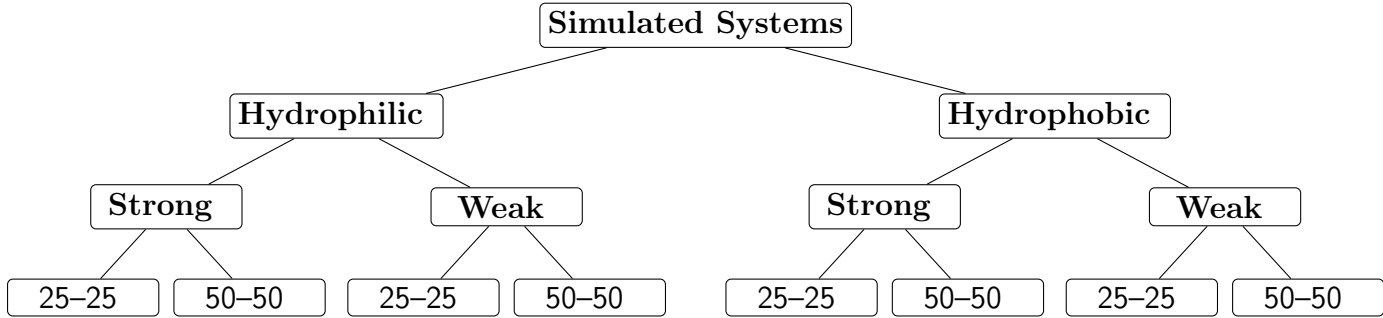 Simulated Systems
Hydrophilic Hydrophobic
Strong Weak Strong Weak
25–25 50–50 25–25 50–50 25–25 50–50 25–25 50–50